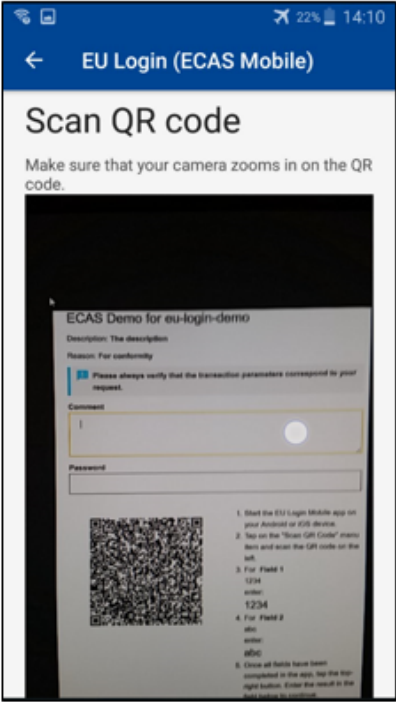 22% 14:10
EU Login (ECAS Mobile)
Scan QR code
Make sure that your camera zooms in on the QR
code.
ECAS Demo for eu-login-demo
Description: The description
Reason: For conformity
Please always verify that the transaction parameters correspond to your
request.
Comment
Password
1. Start the EU Login Mobile app on
your Android or iOS device.
2. Tap on the "Scan QR Code" menu
item and scan the QR code on the
left.
3. For Field 1
1234
enter:
1234
4. For Field 2
abc
enter:
abc
5. Once all fields have been
completed in the app, tap the top-
right button. Enter the result in the
field below to continue.